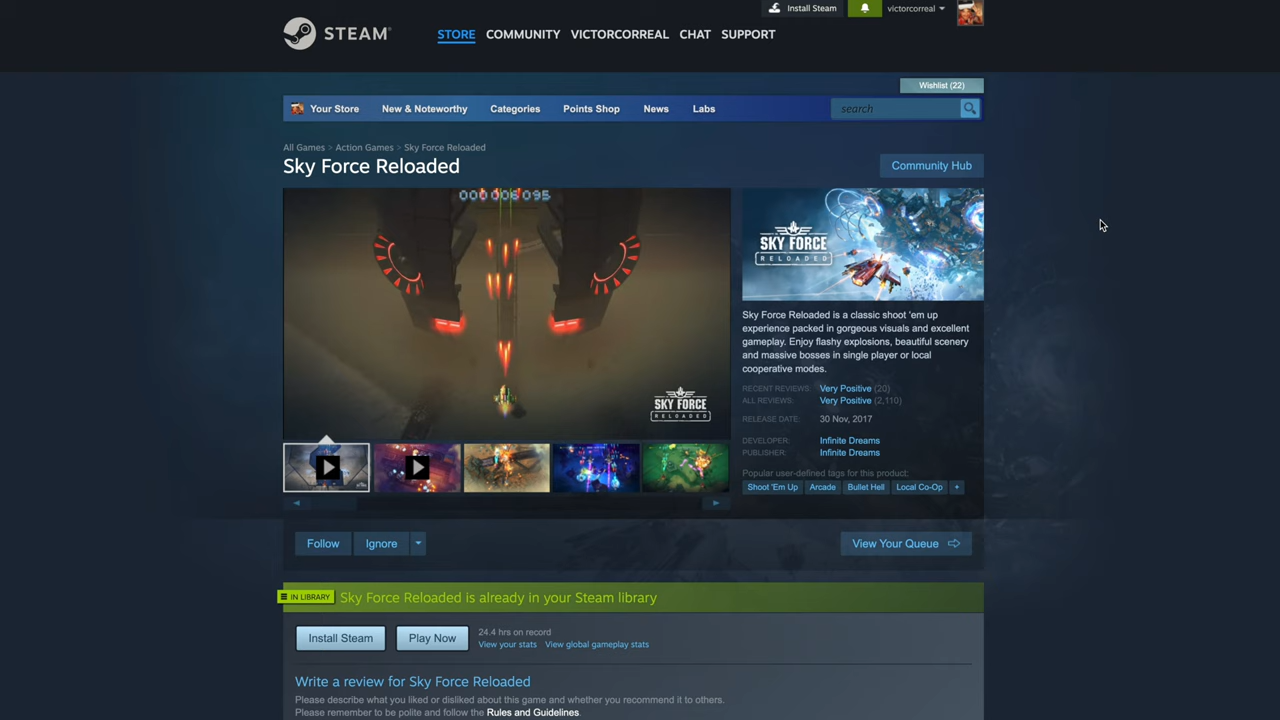 Install Steam
victorcorreal
STEAM®
STORE COMMUNITY VICTORCORREAL CHAT SUPPORT
Wishlist (22)
Your Store New & Noteworthy Categories Points Shop News Labs search
All Games > Action Games > Sky Force Reloaded
Sky Force Reloaded
Community Hub
000006095
SKY FORCE
RELOADED
SKY FORCE
RELOADED
Sky Force Reloaded is a classic shoot 'em up
experience packed in gorgeous visuals and excellent
gameplay. Enjoy flashy explosions, beautiful scenery
and massive bosses in single player or local
cooperative modes.
RECENT REVIEWS: Very Positive (20)
ALL REVIEWS: Very Positive (2,110)
RELEASE DATE: 30 Nov, 2017
DEVELOPER: Infinite Dreams
PUBLISHER: Infinite Dreams
Popular user-defined tags for this product:
Shoot 'Em Up Arcade Bullet Hell Local Co-Op +
Follow Ignore View Your Queue
IN LIBRARY Sky Force Reloaded is already in your Steam library
Install Steam Play Now
24.4 hrs on record
View your stats View global gameplay stats
Write a review for Sky Force Reloaded
Please describe what you liked or disliked about this game and whether you recommend it to others.
Please remember to be polite and follow the Rules and Guidelines.